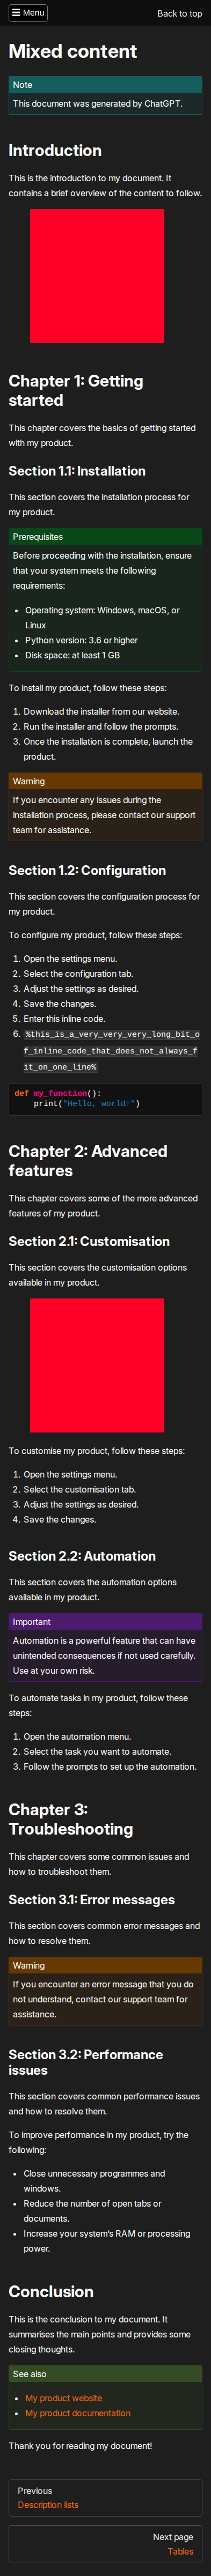 Menu
Back to top
Mixed content
Note
This document was generated by ChatGPT.
Introduction
This is the introduction to my document. It
contains a brief overview of the content to follow.
Chapter 1: Getting
started
This chapter covers the basics of getting started
with my product.
Section 1.1: Installation
This section covers the installation process for
my product.
Prerequisites
Before proceeding with the installation, ensure
that your system meets the following
requirements:
• Operating system: Windows, macOS, or
Linux
• Python version: 3.6 or higher
• Disk space: at least 1 GB
To install my product, follow these steps:
1. Download the installer from our website.
2. Run the installer and follow the prompts.
3. Once the installation is complete, launch the
product.
Warning
If you encounter any issues during the
installation process, please contact our support
team for assistance.
Section 1.2: Configuration
This section covers the configuration process for
my product.
To configure my product, follow these steps:
1. Open the settings menu.
2. Select the configuration tab.
3. Adjust the settings as desired.
4. Save the changes.
5. Enter this inline code.
6. %this_is_a_very_very_very_long_bit_o
f_inline_code_that_does_not_always_f
it_on_one_line%
def my_function():
    print("Hello, world!")
Chapter 2: Advanced
features
This chapter covers some of the more advanced
features of my product.
Section 2.1: Customisation
This section covers the customisation options
available in my product.
To customise my product, follow these steps:
1. Open the settings menu.
2. Select the customisation tab.
3. Adjust the settings as desired.
4. Save the changes.
Section 2.2: Automation
This section covers the automation options
available in my product.
Important
Automation is a powerful feature that can have
unintended consequences if not used carefully.
Use at your own risk.
To automate tasks in my product, follow these
steps:
1. Open the automation menu.
2. Select the task you want to automate.
3. Follow the prompts to set up the automation.
Chapter 3:
Troubleshooting
This chapter covers some common issues and
how to troubleshoot them.
Section 3.1: Error messages
This section covers common error messages and
how to resolve them.
Warning
If you encounter an error message that you do
not understand, contact our support team for
assistance.
Section 3.2: Performance
issues
This section covers common performance issues
and how to resolve them.
To improve performance in my product, try the
following:
• Close unnecessary programmes and
windows.
• Reduce the number of open tabs or
documents.
• Increase your system's RAM or processing
power.
Conclusion
This is the conclusion to my document. It
summarises the main points and provides some
closing thoughts.
See also
• My product website
• My product documentation
Thank you for reading my document!
Previous
Description lists
Next page
Tables